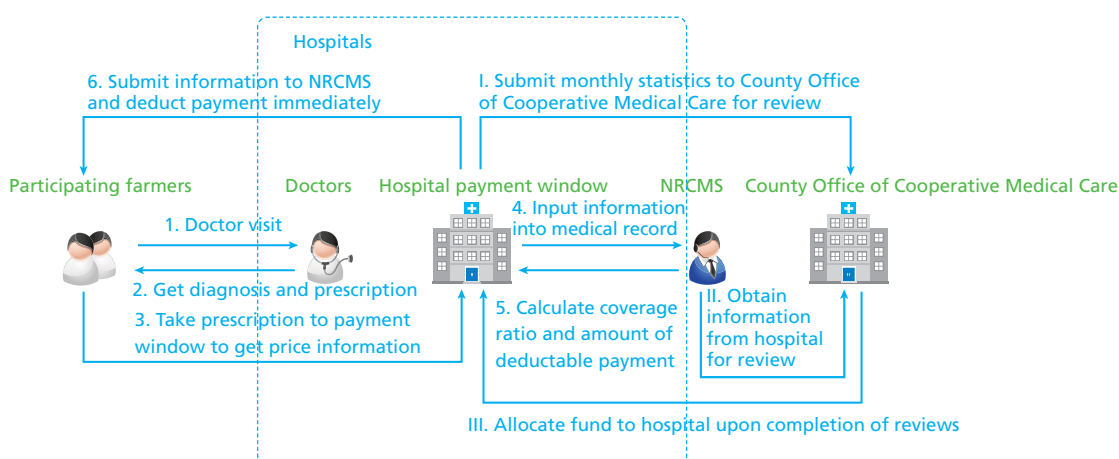 Hospitals
6. Submit information to NRCMS
and deduct payment immediately
I. Submit monthly statistics to County Office
of Cooperative Medical Care for review
Participating farmers
Doctors
Hospital payment window
NRCMS
County Office of Cooperative Medical Care
1. Doctor visit
4. Input information
into medical record
2. Get diagnosis and prescription
3. Take prescription to payment
window to get price information
5. Calculate coverage
ratio and amount of
deductable payment
II. Obtain
information
from hospital
for review
III. Allocate fund to hospital upon completion of reviews